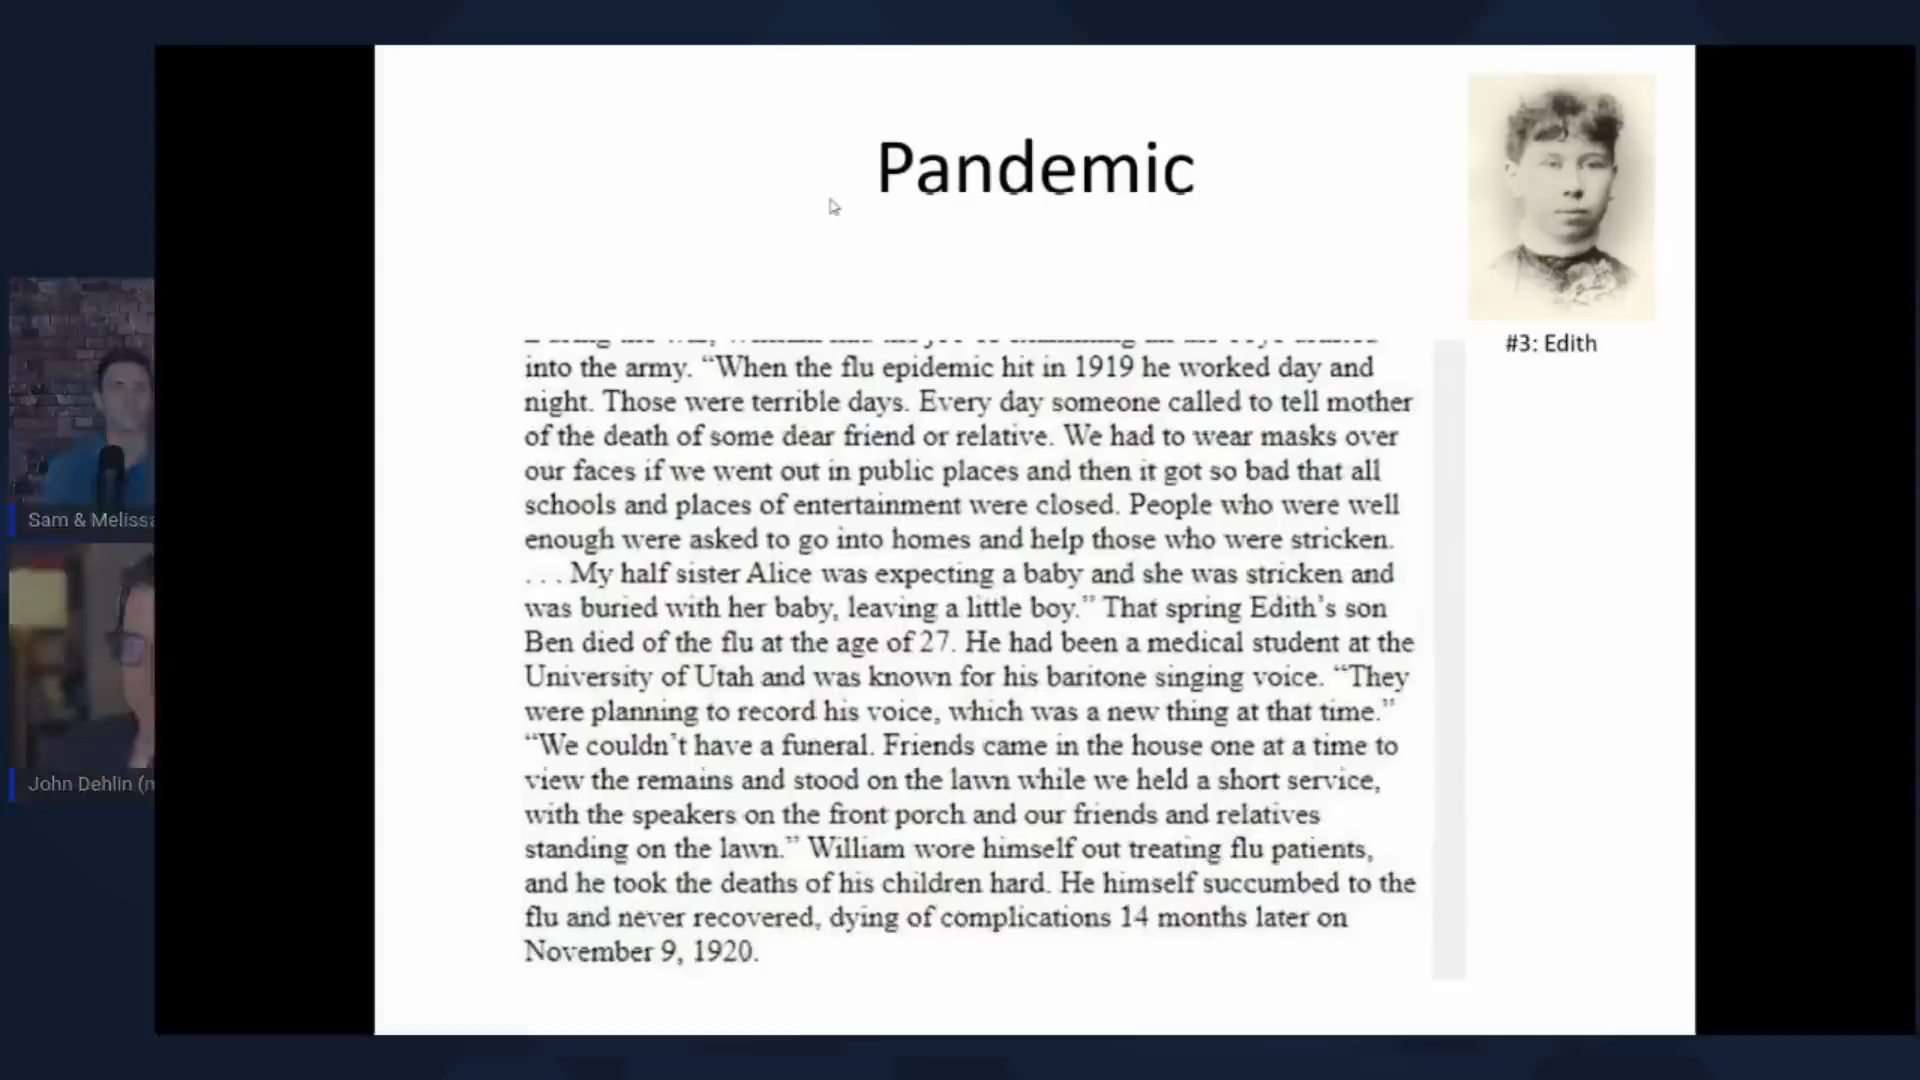 Pandemic
#3: Edith
into the army. “When the flu epidemic hit in 1919 he worked day and
night. Those were terrible days. Every day someone called to tell mother
of the death of some dear friend or relative. We had to wear masks over
our faces if we went out in public places and then it got so bad that all
schools and places of entertainment were closed. People who were well
enough were asked to go into homes and help those who were stricken.
. . . My half sister Alice was expecting a baby and she was stricken and
was buried with her baby, leaving a little boy.” That spring Edith’s son
Ben died of the flu at the age of 27. He had been a medical student at the
University of Utah and was known for his baritone singing voice. “They
were planning to record his voice, which was a new thing at that time.”
“We couldn’t have a funeral. Friends came in the house one at a time to
view the remains and stood on the lawn while we held a short service,
with the speakers on the front porch and our friends and relatives
standing on the lawn.” William wore himself out treating flu patients,
and he took the deaths of his children hard. He himself succumbed to the
flu and never recovered, dying of complications 14 months later on
November 9, 1920.
Sam & Melissa
John Dehlin (